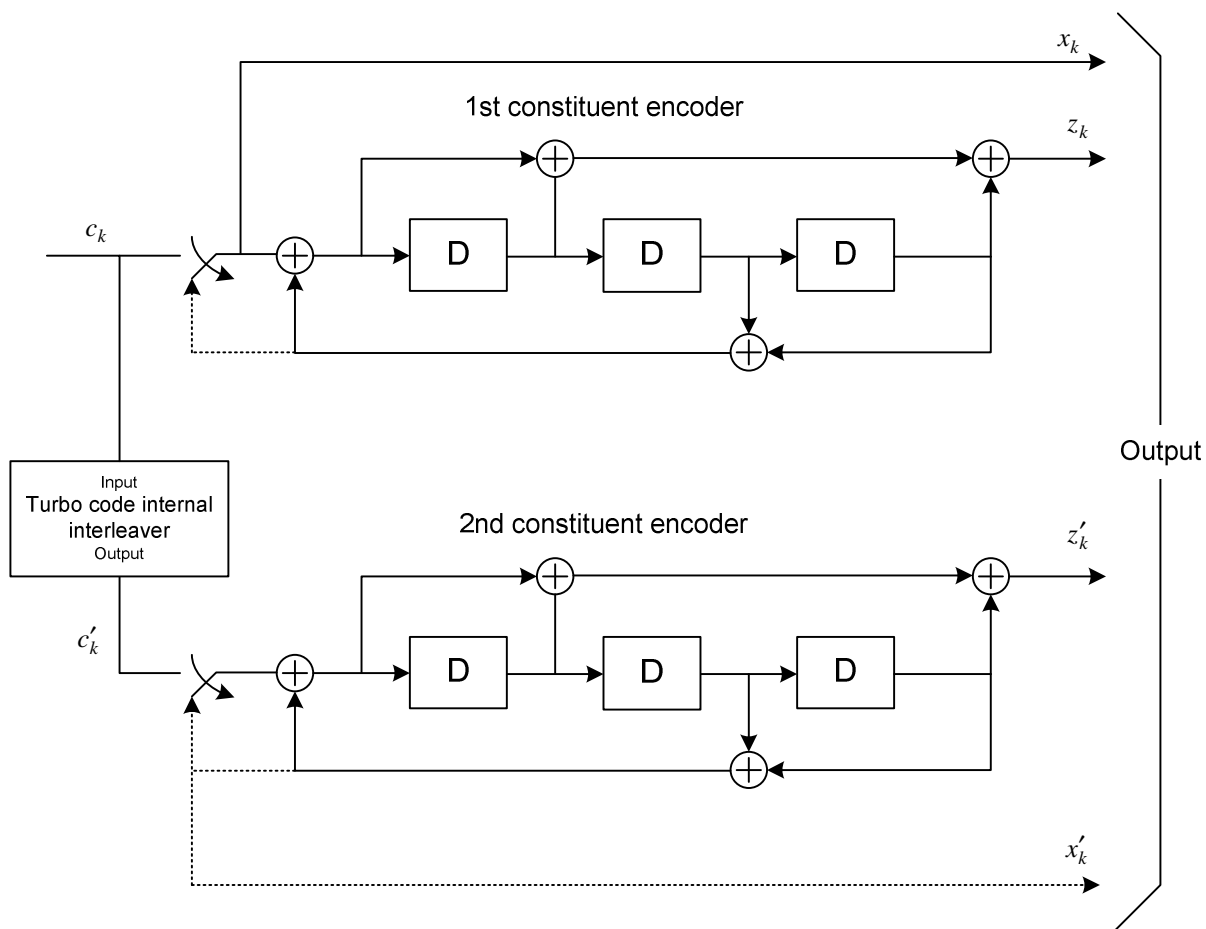 x_k
1st constituent encoder
z_k
c_k
D
D
D
Output
Input
Turbo code internal
interleaver
Output
2nd constituent encoder
z′_k
c′_k
D
D
D
x′_k